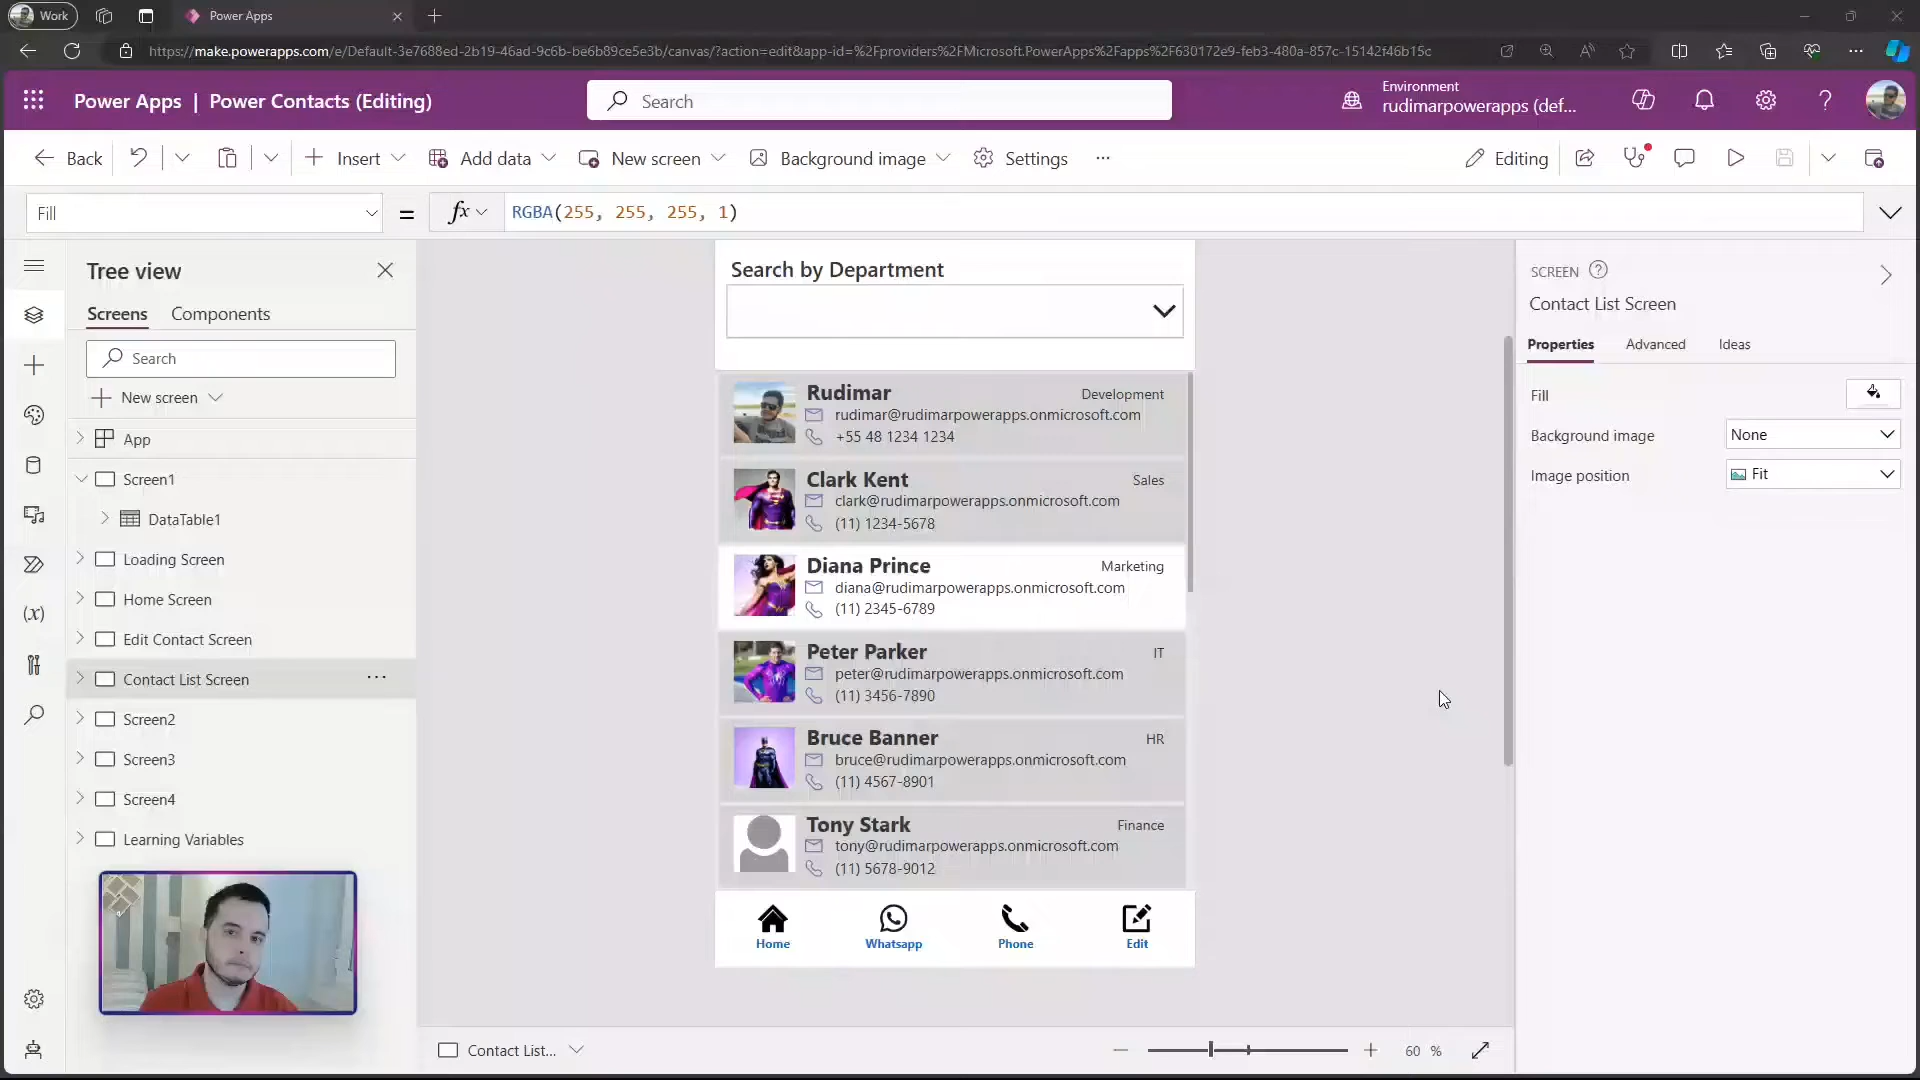 Work
Power Apps
https://make.powerapps.com/e/Default-3e7688ed-2b19-46ad-9c6b-be6b89ce5e3b/canvas/?action=edit&app-id=%2Fproviders%2FMicrosoft.PowerApps%2Fapps%2F630172e9-feb3-480a-857c-15142f46b15c
Power Apps | Power Contacts (Editing)
Search
Environment
rudimarpowerapps (def...
Back
Insert
Add data
New screen
Background image
Settings
...
Editing
Fill
=
fx
RGBA(255, 255, 255, 1)
Tree view
Screens
Components
Search
New screen
App
Screen1
DataTable1
Loading Screen
Home Screen
Edit Contact Screen
Contact List Screen
...
Screen2
Screen3
Screen4
Learning Variables
(x)
Search by Department
Rudimar
Development
rudimar@rudimarpowerapps.onmicrosoft.com
+55 48 1234 1234
Clark Kent
Sales
clark@rudimarpowerapps.onmicrosoft.com
(11) 1234-5678
Diana Prince
Marketing
diana@rudimarpowerapps.onmicrosoft.com
(11) 2345-6789
Peter Parker
IT
peter@rudimarpowerapps.onmicrosoft.com
(11) 3456-7890
Bruce Banner
HR
bruce@rudimarpowerapps.onmicrosoft.com
(11) 4567-8901
Tony Stark
Finance
tony@rudimarpowerapps.onmicrosoft.com
(11) 5678-9012
Home
Whatsapp
Phone
Edit
Contact List...
60 %
SCREEN
Contact List Screen
Properties
Advanced
Ideas
Fill
Background image
None
Image position
Fit